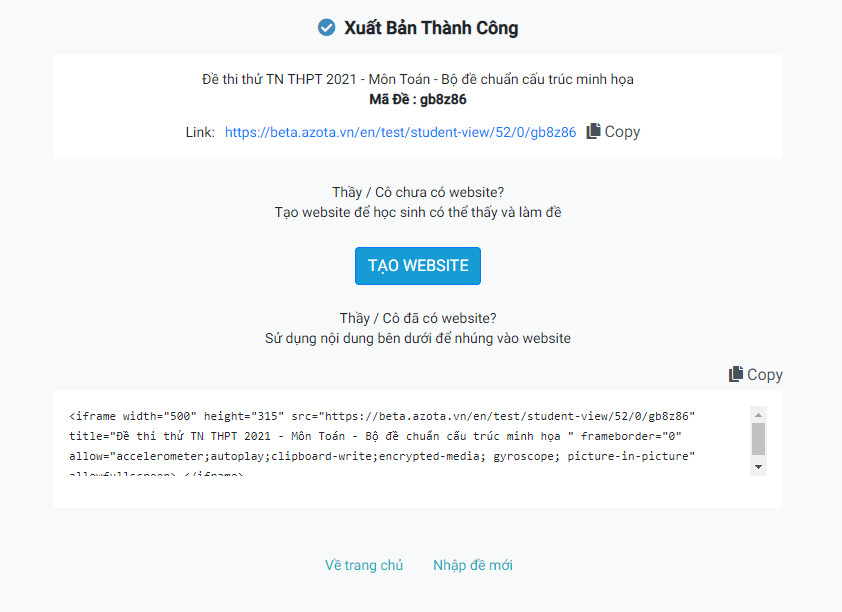 Xuất Bản Thành Công
Đề thi thử TN THPT 2021 - Môn Toán - Bộ đề chuẩn cấu trúc minh họa
Mã Đề : gb8z86
Link: https://beta.azota.vn/en/test/student-view/52/0/gb8z86 Copy
Thầy / Cô chưa có website?
Tạo website để học sinh có thể thấy và làm đề
TẠO WEBSITE
Thầy / Cô đã có website?
Sử dụng nội dung bên dưới để nhúng vào website
Copy
<iframe width="500" height="315" src="https://beta.azota.vn/en/test/student-view/52/0/gb8z86"
title="Đề thi thử TN THPT 2021 - Môn Toán - Bộ đề chuẩn cấu trúc minh họa " frameborder="0"
allow="accelerometer;autoplay;clipboard-write;encrypted-media; gyroscope; picture-in-picture"
allowfullscreen> </iframe>
Về trang chủ Nhập đề mới